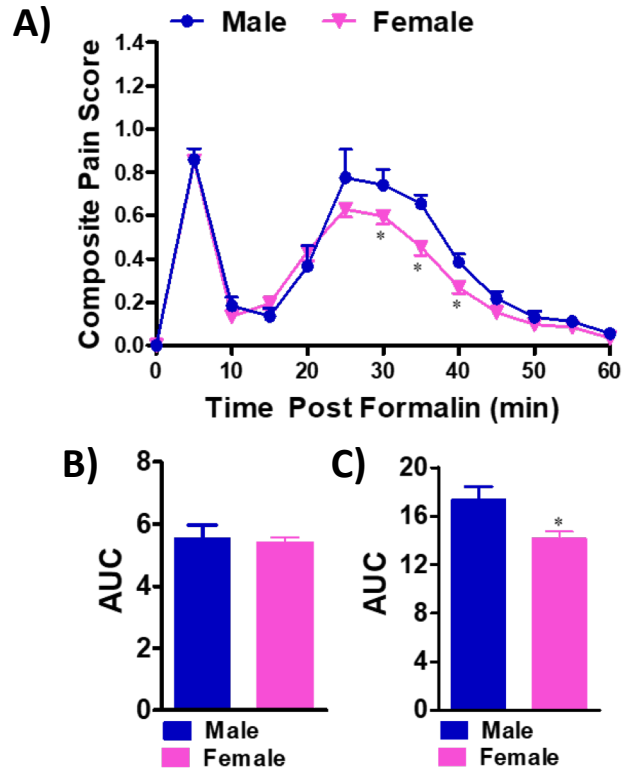 A)
Male Female
Composite Pain Score
1.4
1.2
1.0
0.8
0.6
0.4
0.2
0.0
* * *
0 10 20 30 40 50 60
Time Post Formalin (min)
B)
AUC
8
6
4
2
0
Male
Female
C)
AUC
20
16
12
8
4
0
*
Male
Female